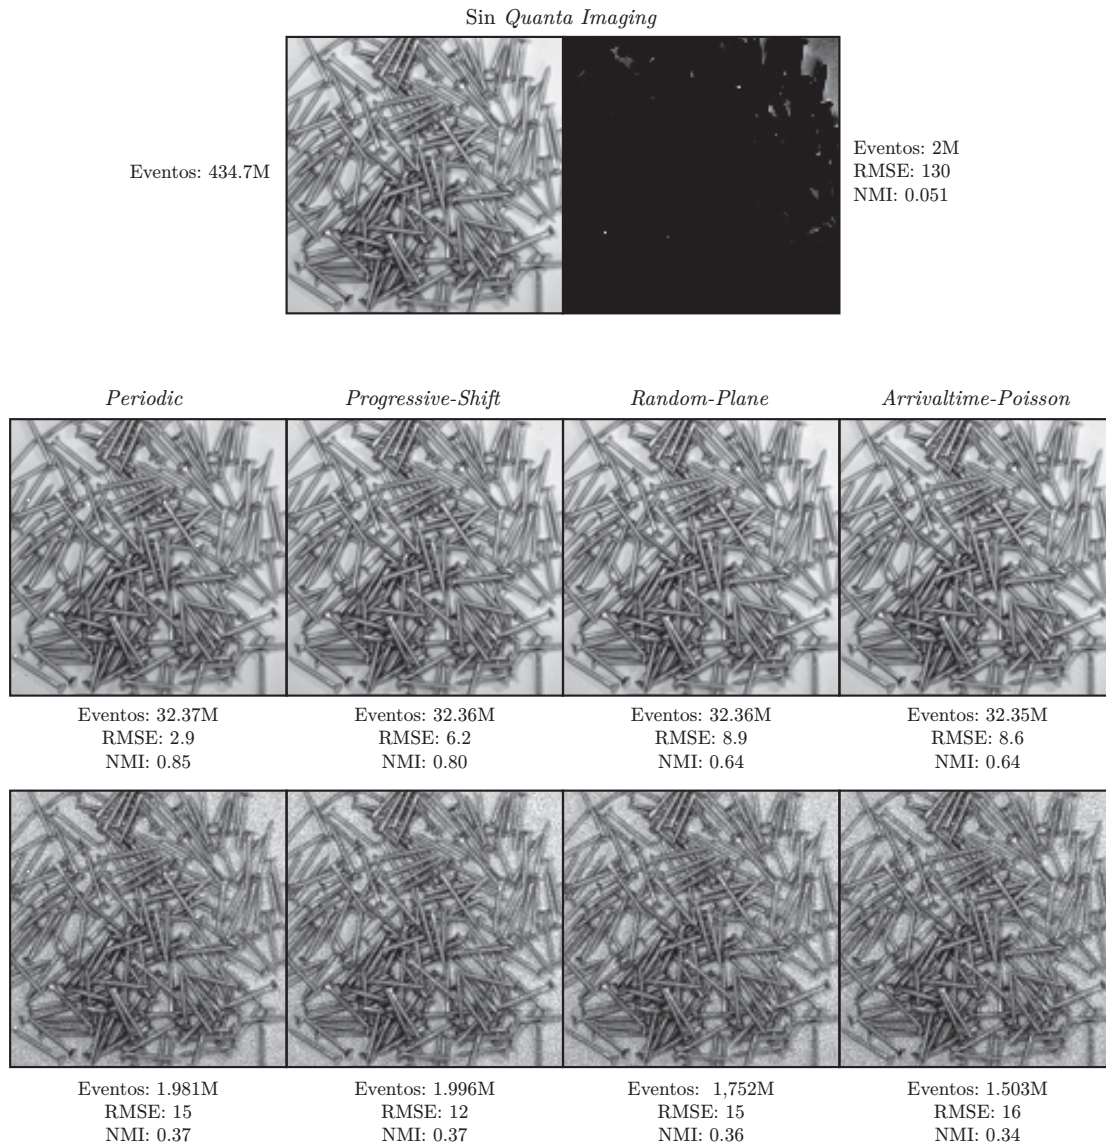 Sin Quanta Imaging
Eventos: 434.7M
Eventos: 2M
RMSE: 130
NMI: 0.051
Periodic
Progressive-Shift
Random-Plane
Arrivaltime-Poisson
Eventos: 32.37M
RMSE: 2.9
NMI: 0.85
Eventos: 32.36M
RMSE: 6.2
NMI: 0.80
Eventos: 32.36M
RMSE: 8.9
NMI: 0.64
Eventos: 32.35M
RMSE: 8.6
NMI: 0.64
Eventos: 1.981M
RMSE: 15
NMI: 0.37
Eventos: 1.996M
RMSE: 12
NMI: 0.37
Eventos: 1,752M
RMSE: 15
NMI: 0.36
Eventos: 1.503M
RMSE: 16
NMI: 0.34